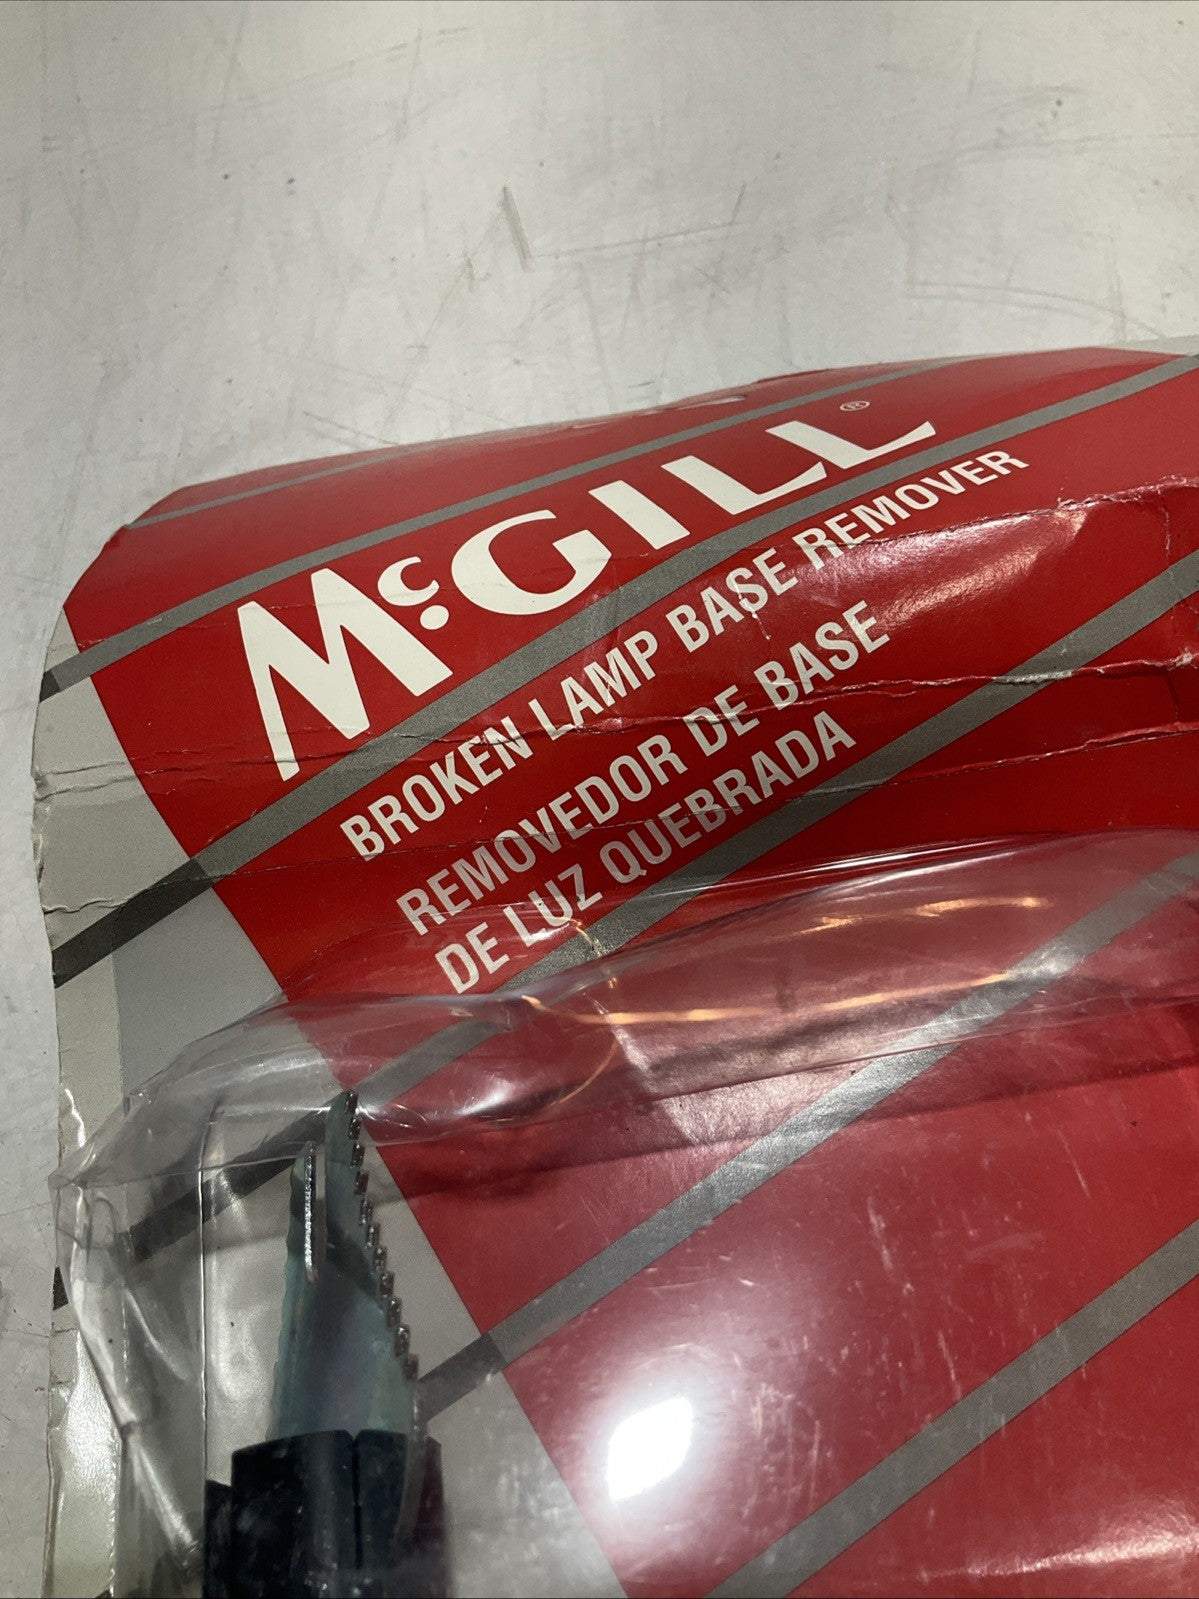 McGILL®
BROKEN LAMP BASE REMOVER
REMOVEDOR DE BASE
DE LUZ QUEBRADA